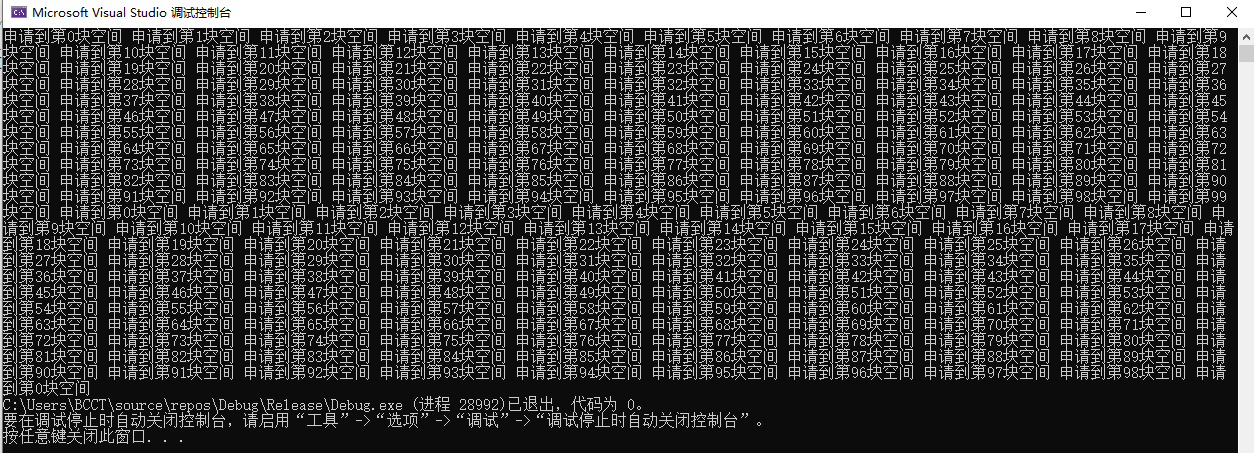 申请到第0块空间 申请到第1块空间 申请到第2块空间 申请到第3块空间 申请到第4块空间 申请到第5块空间 申请到第6块空间 申请到第7块空间 申请到第8块空间 申请到第9
块空间 申请到第10块空间 申请到第11块空间 申请到第12块空间 申请到第13块空间 申请到第14块空间 申请到第15块空间 申请到第16块空间 申请到第17块空间 申请到第18
块空间 申请到第19块空间 申请到第20块空间 申请到第21块空间 申请到第22块空间 申请到第23块空间 申请到第24块空间 申请到第25块空间 申请到第26块空间 申请到第27
块空间 申请到第28块空间 申请到第29块空间 申请到第30块空间 申请到第31块空间 申请到第32块空间 申请到第33块空间 申请到第34块空间 申请到第35块空间 申请到第36
块空间 申请到第37块空间 申请到第38块空间 申请到第39块空间 申请到第40块空间 申请到第41块空间 申请到第42块空间 申请到第43块空间 申请到第44块空间 申请到第45
块空间 申请到第46块空间 申请到第47块空间 申请到第48块空间 申请到第49块空间 申请到第50块空间 申请到第51块空间 申请到第52块空间 申请到第53块空间 申请到第54
块空间 申请到第55块空间 申请到第56块空间 申请到第57块空间 申请到第58块空间 申请到第59块空间 申请到第60块空间 申请到第61块空间 申请到第62块空间 申请到第63
块空间 申请到第64块空间 申请到第65块空间 申请到第66块空间 申请到第67块空间 申请到第68块空间 申请到第69块空间 申请到第70块空间 申请到第71块空间 申请到第72
块空间 申请到第73块空间 申请到第74块空间 申请到第75块空间 申请到第76块空间 申请到第77块空间 申请到第78块空间 申请到第79块空间 申请到第80块空间 申请到第81
块空间 申请到第82块空间 申请到第83块空间 申请到第84块空间 申请到第85块空间 申请到第86块空间 申请到第87块空间 申请到第88块空间 申请到第89块空间 申请到第90
块空间 申请到第91块空间 申请到第92块空间 申请到第93块空间 申请到第94块空间 申请到第95块空间 申请到第96块空间 申请到第97块空间 申请到第98块空间 申请到第99
块空间 申请到第0块空间 申请到第1块空间 申请到第2块空间 申请到第3块空间 申请到第4块空间 申请到第5块空间 申请到第6块空间 申请到第7块空间 申请到第8块空间 申
请到第9块空间 申请到第10块空间 申请到第11块空间 申请到第12块空间 申请到第13块空间 申请到第14块空间 申请到第15块空间 申请到第16块空间 申请到第17块空间 申请
到第18块空间 申请到第19块空间 申请到第20块空间 申请到第21块空间 申请到第22块空间 申请到第23块空间 申请到第24块空间 申请到第25块空间 申请到第26块空间 申请
到第27块空间 申请到第28块空间 申请到第29块空间 申请到第30块空间 申请到第31块空间 申请到第32块空间 申请到第33块空间 申请到第34块空间 申请到第35块空间 申请
到第36块空间 申请到第37块空间 申请到第38块空间 申请到第39块空间 申请到第40块空间 申请到第41块空间 申请到第42块空间 申请到第43块空间 申请到第44块空间 申请
到第45块空间 申请到第46块空间 申请到第47块空间 申请到第48块空间 申请到第49块空间 申请到第50块空间 申请到第51块空间 申请到第52块空间 申请到第53块空间 申请
到第54块空间 申请到第55块空间 申请到第56块空间 申请到第57块空间 申请到第58块空间 申请到第59块空间 申请到第60块空间 申请到第61块空间 申请到第62块空间 申请
到第63块空间 申请到第64块空间 申请到第65块空间 申请到第66块空间 申请到第67块空间 申请到第68块空间 申请到第69块空间 申请到第70块空间 申请到第71块空间 申请
到第72块空间 申请到第73块空间 申请到第74块空间 申请到第75块空间 申请到第76块空间 申请到第77块空间 申请到第78块空间 申请到第79块空间 申请到第80块空间 申请
到第81块空间 申请到第82块空间 申请到第83块空间 申请到第84块空间 申请到第85块空间 申请到第86块空间 申请到第87块空间 申请到第88块空间 申请到第89块空间 申请
到第90块空间 申请到第91块空间 申请到第92块空间 申请到第93块空间 申请到第94块空间 申请到第95块空间 申请到第96块空间 申请到第97块空间 申请到第98块空间 申请
到第0块空间
C:\Users\BCCT\source\repos\Debug\Release\Debug.exe (进程 28992)已退出，代码为 0。
要在调试停止时自动关闭控制台，请启用“工具”->“选项”->“调试”->“调试停止时自动关闭控制台”。
按任意键关闭此窗口. . .
Microsoft Visual Studio 调试控制台